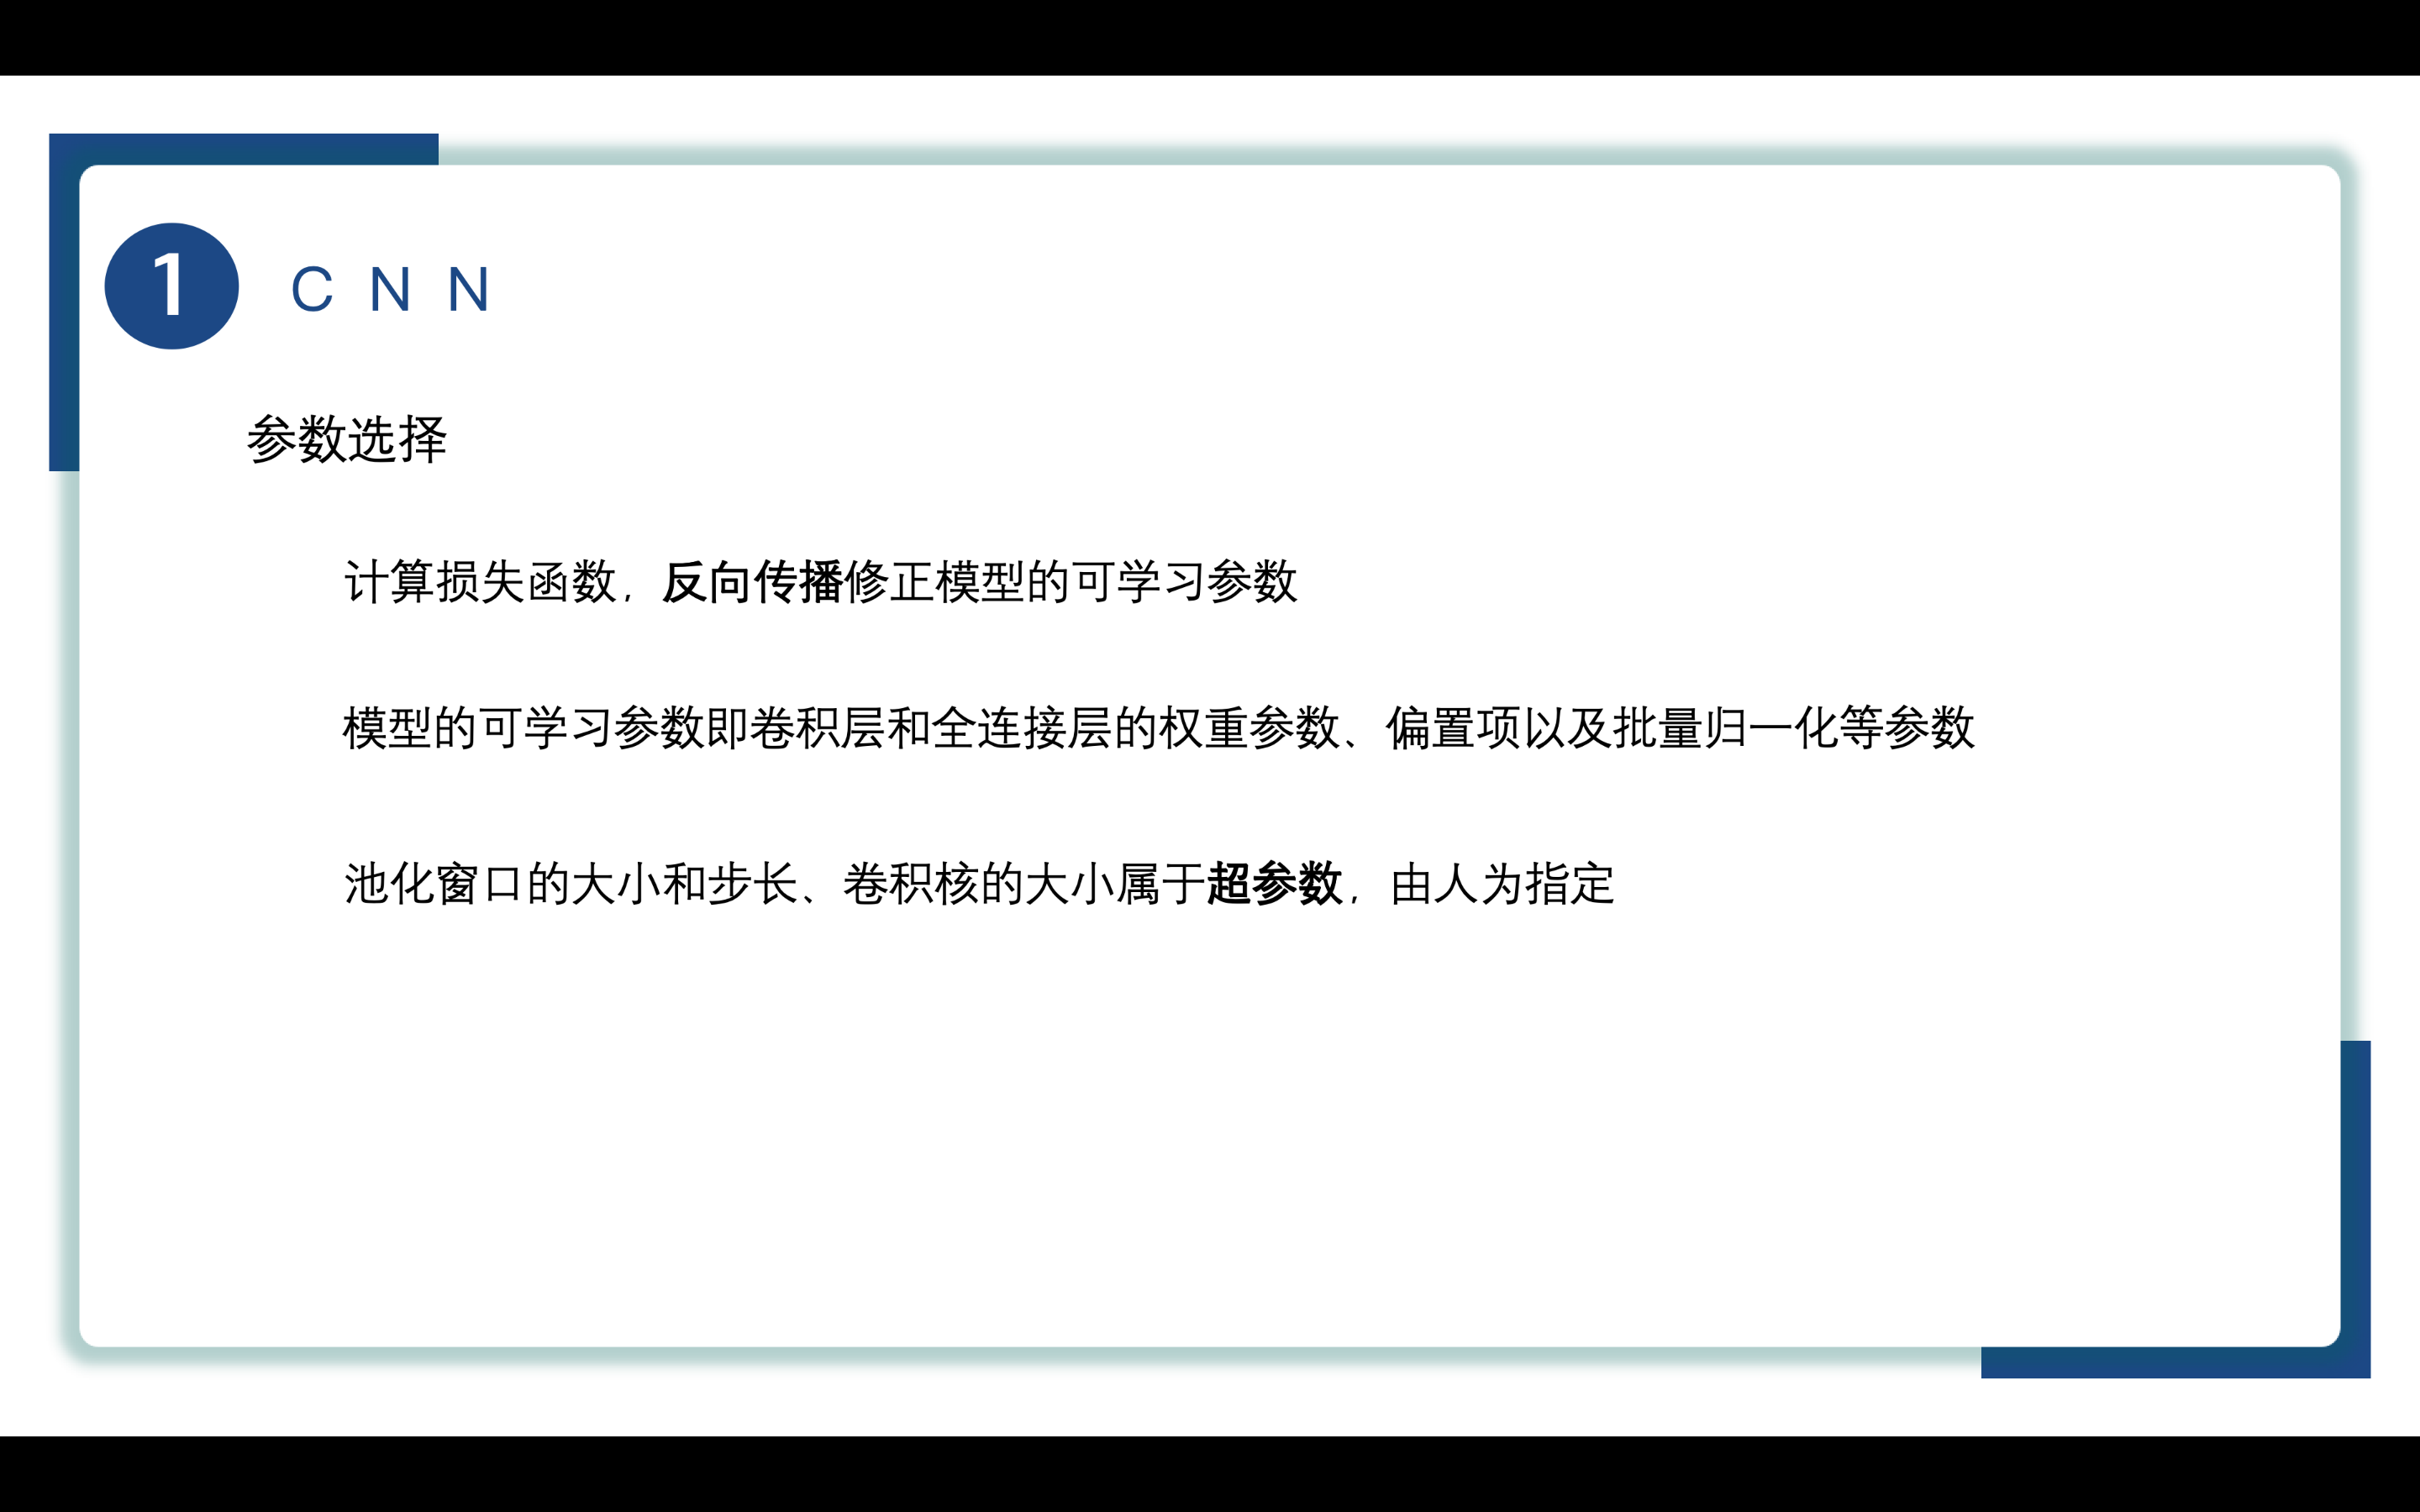 1
CNN
参数选择
计算损失函数，反向传播修正模型的可学习参数
模型的可学习参数即卷积层和全连接层的权重参数、偏置项以及批量归一化等参数
池化窗口的大小和步长、卷积核的大小属于超参数，由人为指定